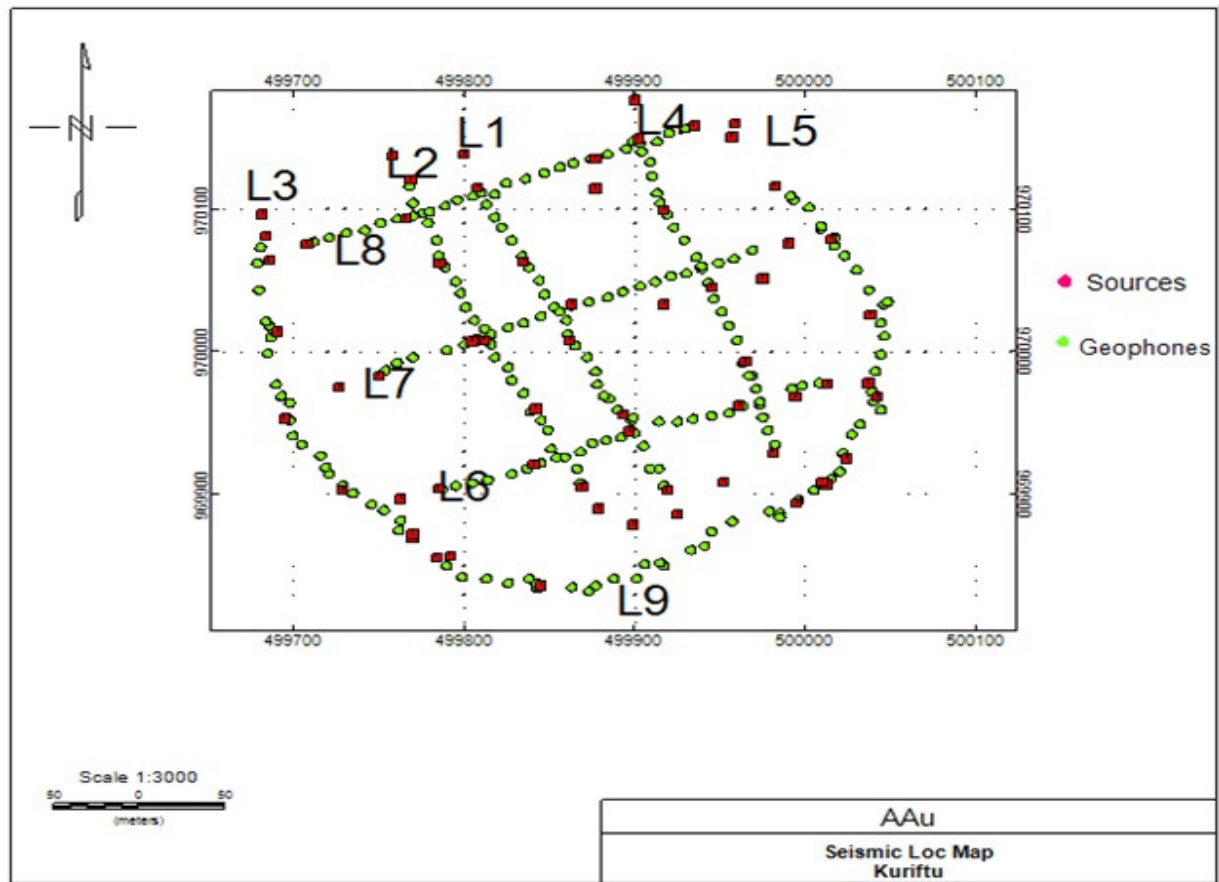 N
499700 499800 499900 500000 500100
L1
L4
L5
L2
L3
970100 970100
L8
Sources
Geophones
970000 970000
L7
L6
969900 969900
L9
499700 499800 499900 500000 500100
Scale 1:3000
50 0 50
(meters)
AAu
Seismic Loc Map
Kuriftu